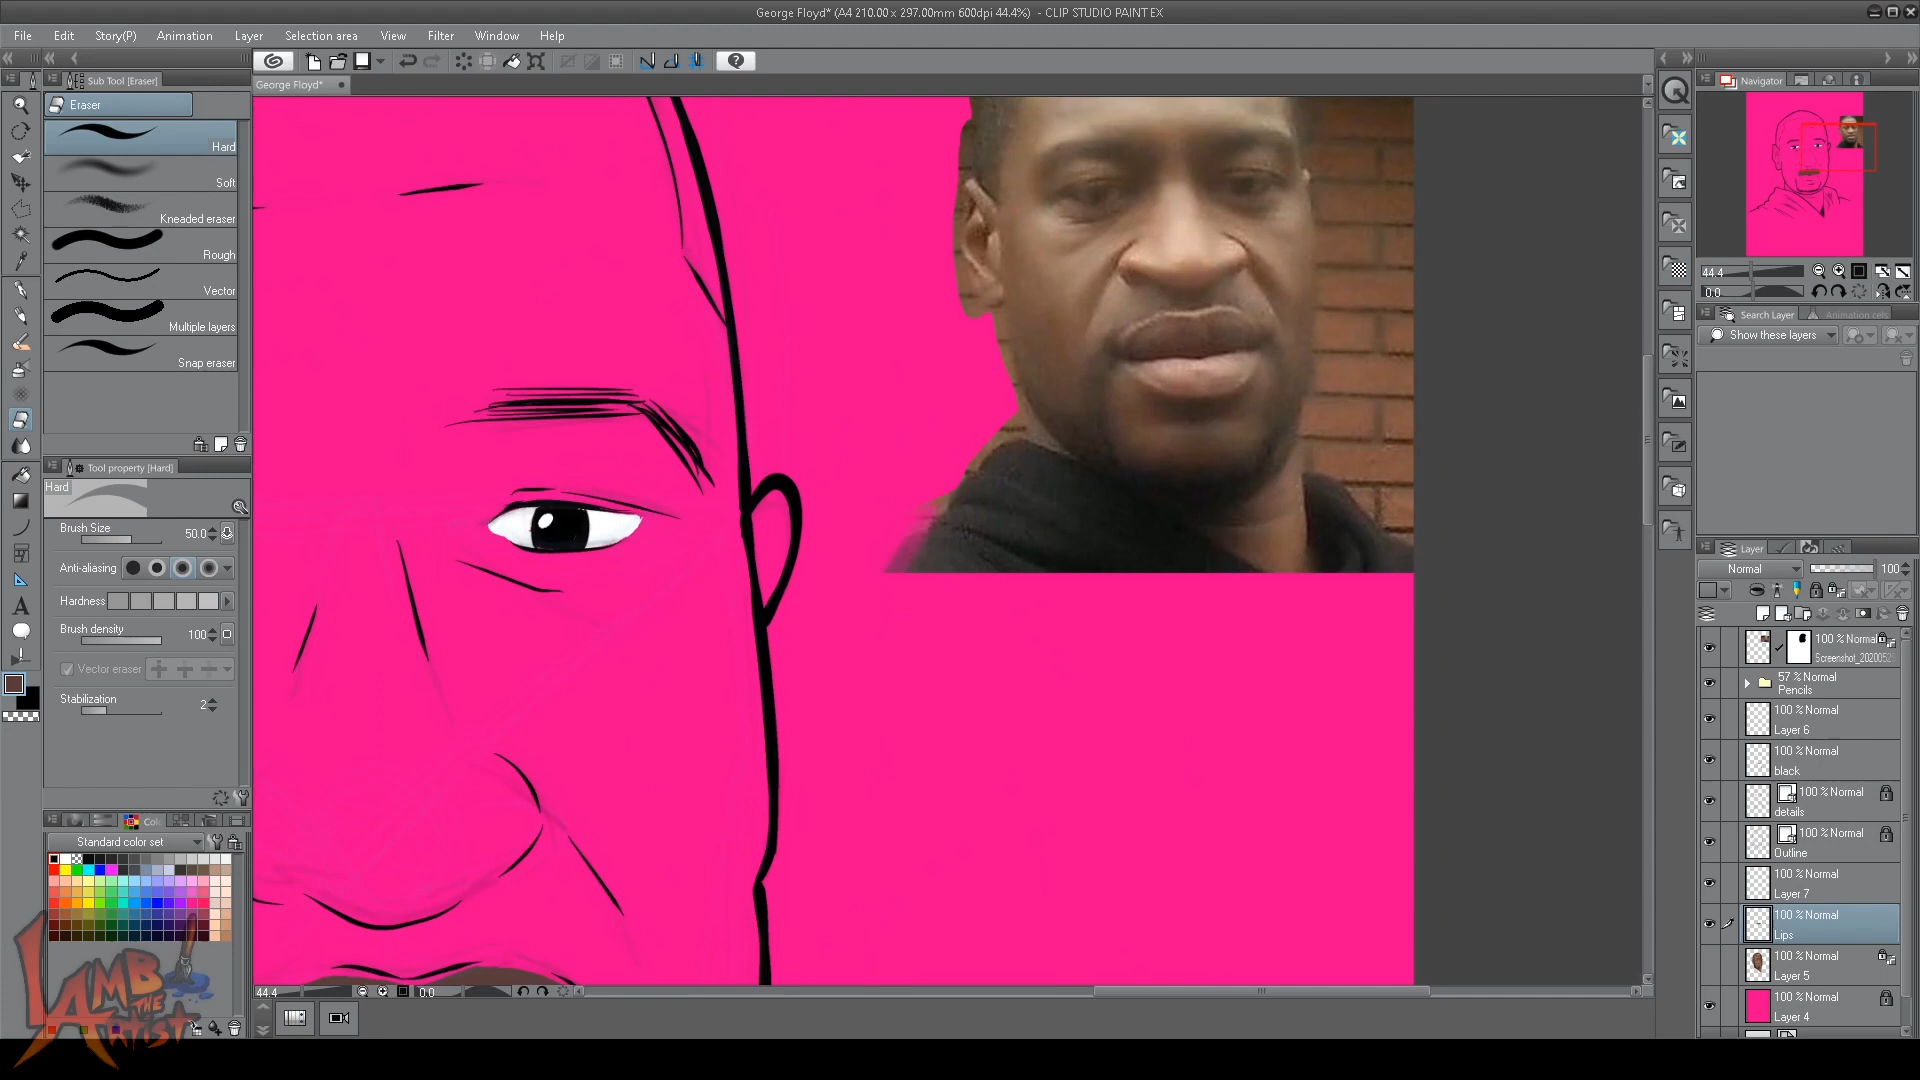 George Floyd* (A4 210.00 x 297.00mm 600dpi 44.4%) - CLIP STUDIO PAINT EX
File Edit Story(P) Animation Layer Selection area View Filter Window Help
Sub Tool [Eraser]
George Floyd*
Navigator
Eraser
Hard
Soft
Kneaded eraser
Rough
Vector
Multiple layers
Snap eraser
44.4
0.0
Search Layer Animation cels
Show these layers
Tool property [Hard]
Hard
Brush Size 50.0
Anti-aliasing
Hardness
Brush density 100
Vector eraser
Stabilization 2
Layer
Normal 100
100 % Normal
Screenshot_202005
57 % Normal
Pencils
100 % Normal
Layer 6
100 % Normal
black
100 % Normal
details
100 % Normal
Outline
100 % Normal
Layer 7
100 % Normal
Lips
100 % Normal
Layer 5
100 % Normal
Layer 4
Col
Standard color set
LAMB
THE
ARTIST
44.4 0.0